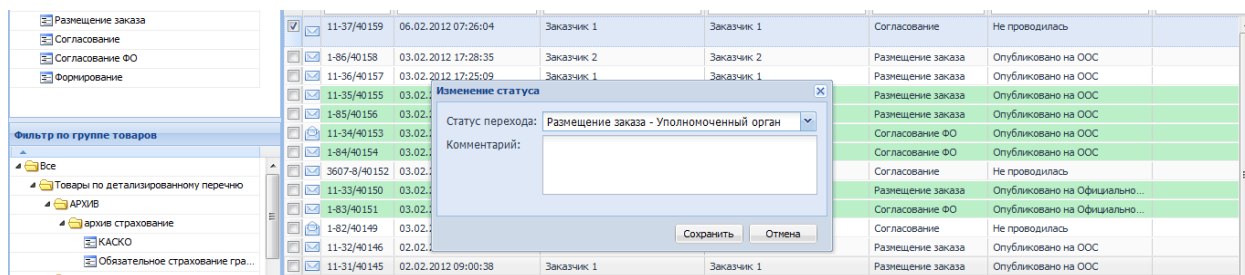 Размещение заказа
Согласование
Согласование ФО
Формирование
Фильтр по группе товаров
Все
Товары по детализированному перечню
АРХИВ
архив страхование
КАСКО
Обязательное страхование гра...
11-37/40159 06.02.2012 07:26:04 Заказчик 1 Заказчик 1 Согласование Не проводилась
1-86/40158 03.02.2012 17:28:35 Заказчик 2 Заказчик 2 Размещение заказа Опубликовано на ООС
11-36/40157 03.02.2012 17:25:09 Заказчик 1 Заказчик 1 Размещение заказа Опубликовано на ООС
11-35/40155 03.02. Размещение заказа Опубликовано на ООС
1-85/40156 03.02. Размещение заказа Опубликовано на ООС
11-34/40153 03.02. Согласование ФО Опубликовано на ООС
1-84/40154 03.02. Согласование ФО Опубликовано на ООС
3607-8/40152 03.02. Согласование Не проводилась
11-33/40150 03.02. Размещение заказа Опубликовано на Официально...
1-83/40151 03.02. Согласование ФО Опубликовано на Официально...
1-82/40149 03.02. Согласование Не проводилась
11-32/40146 02.02. Размещение заказа Опубликовано на ООС
11-31/40145 02.02.2012 09:00:38 Заказчик 1 Заказчик 1 Размещение заказа Опубликовано на ООС
Изменение статуса
Статус перехода: Размещение заказа - Уполномоченный орган
Комментарий:
Сохранить Отмена